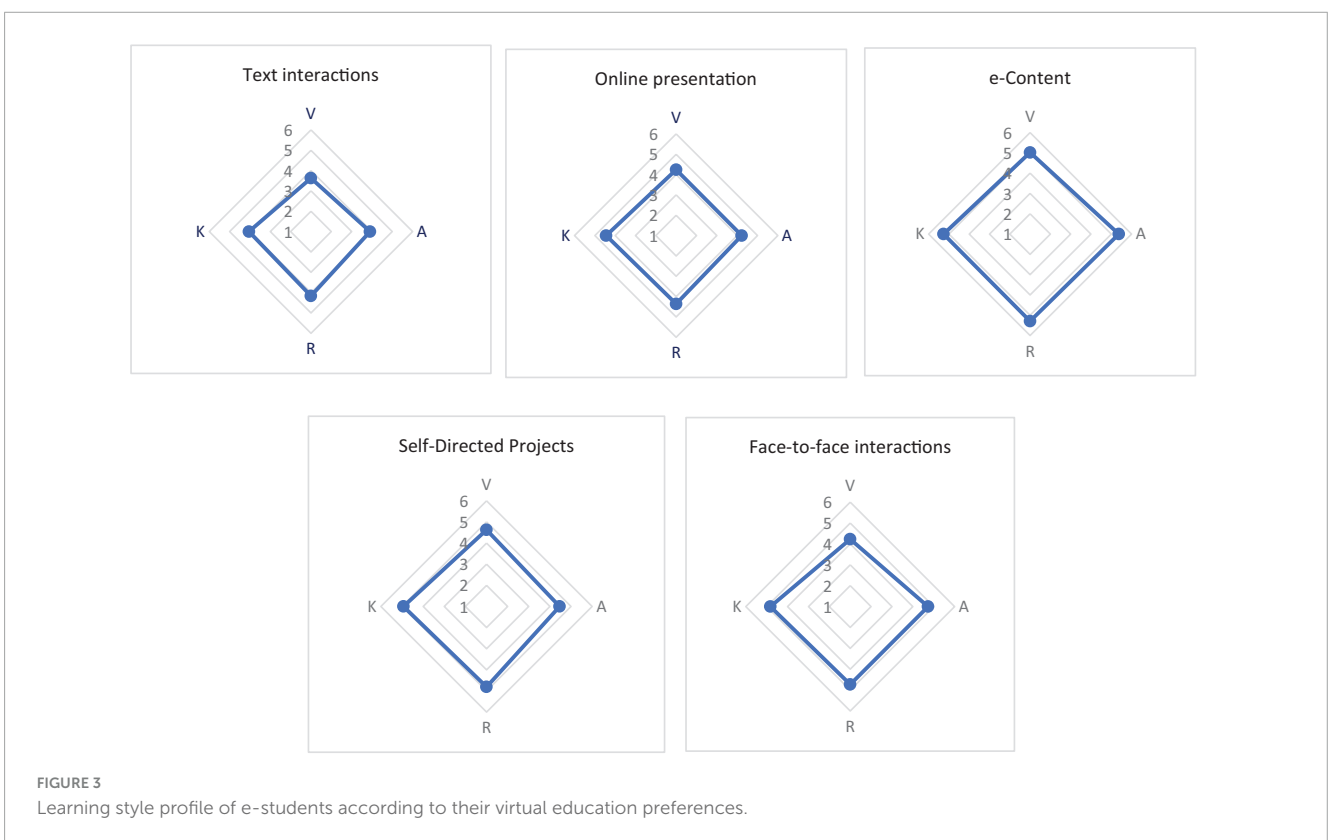 Text interactions
V
6
5
4
3
2
1
K
A
R
Online presentation
V
6
5
4
3
2
1
K
A
R
e-Content
V
6
5
4
3
2
1
K
A
R
Self-Directed Projects
V
6
5
4
3
2
1
K
A
R
Face-to-face interactions
V
6
5
4
3
2
1
K
A
R
FIGURE 3
Learning style profile of e-students according to their virtual education preferences.